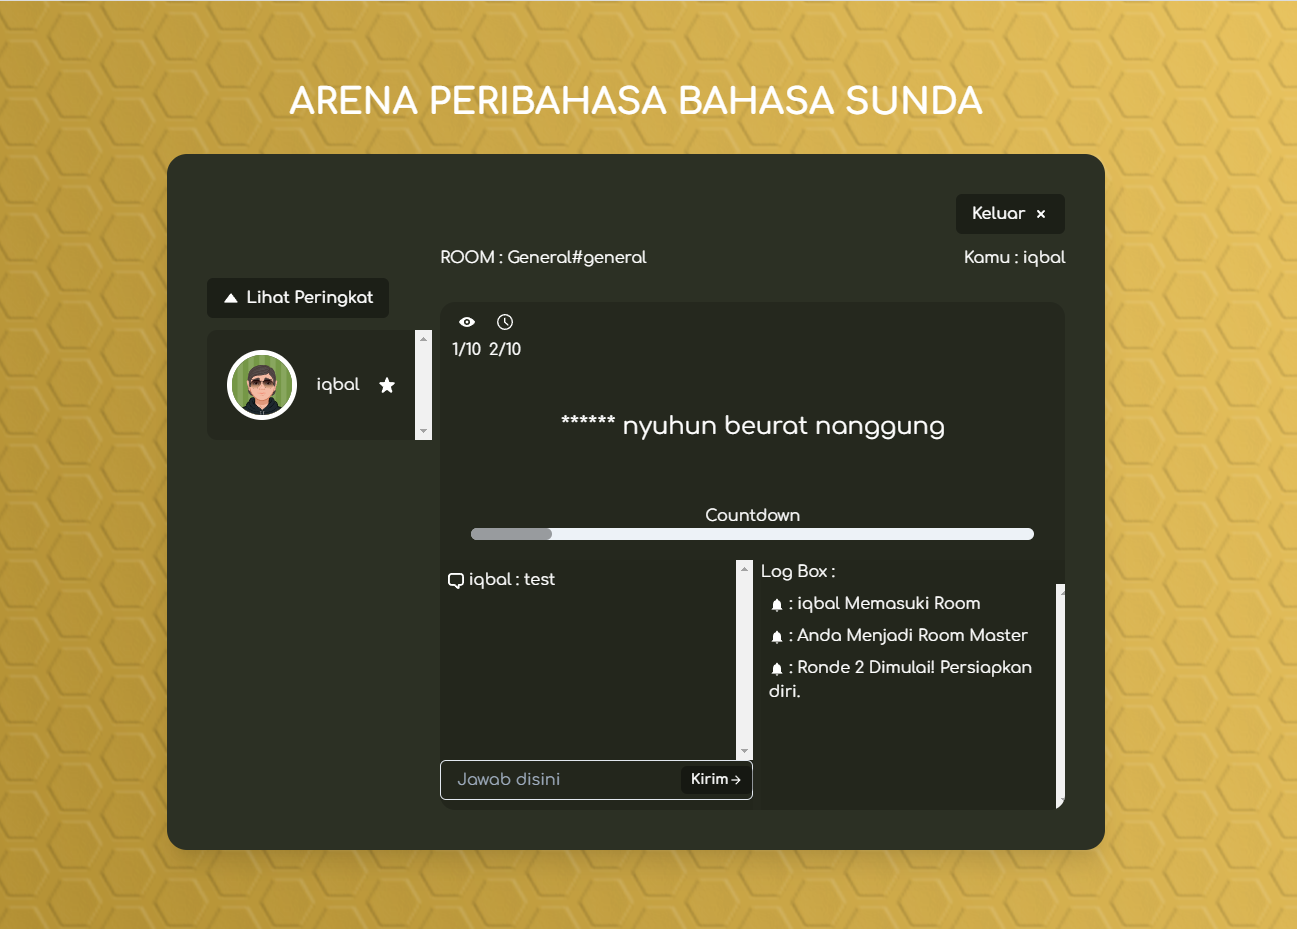 ARENA PERIBAHASA BAHASA SUNDA
Keluar ×
ROOM : General#general
Kamu : iqbal
Lihat Peringkat
iqbal
1/10 2/10
****** nyuhun beurat nanggung
Countdown
iqbal : test
Log Box :
: iqbal Memasuki Room
: Anda Menjadi Room Master
: Ronde 2 Dimulai! Persiapkan
diri.
Jawab disini
Kirim→